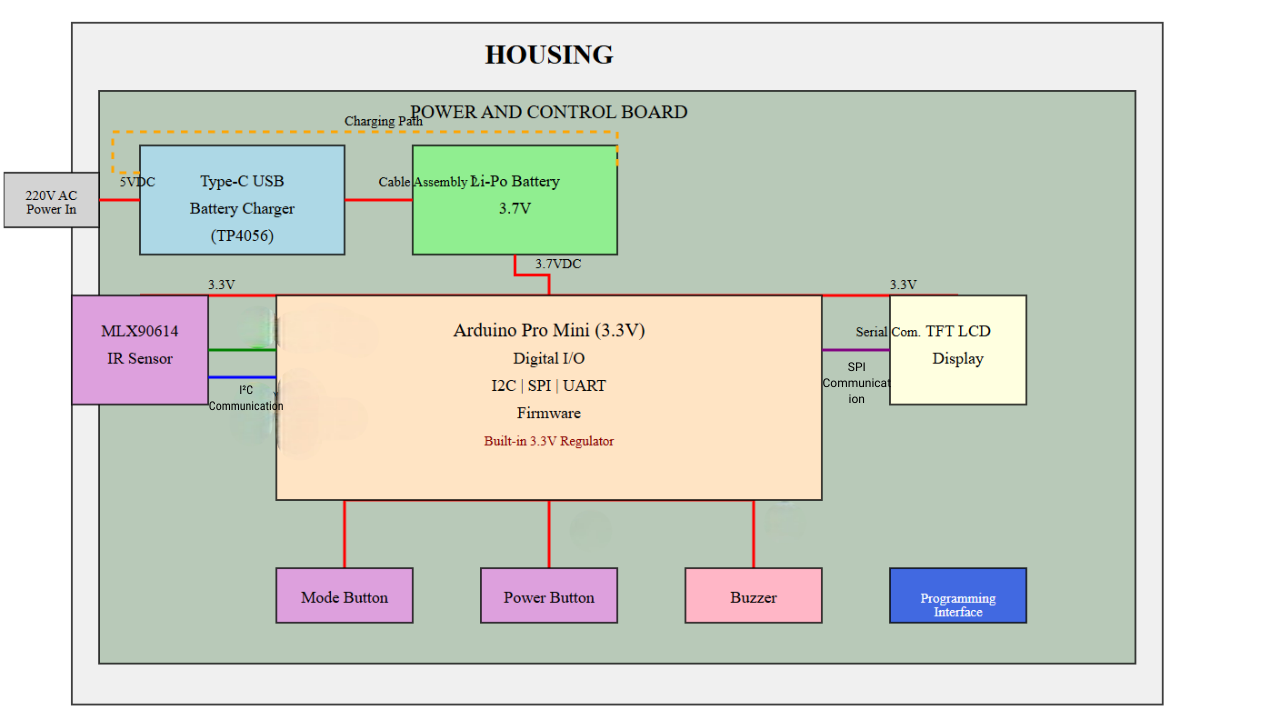 HOUSING
POWER AND CONTROL BOARD
Charging Path
220V AC
Power In
5VDC
Type-C USB
Battery Charger
(TP4056)
Cable Assembly
Li-Po Battery
3.7V
3.7VDC
3.3V
3.3V
MLX90614
IR Sensor
I²C
Communication
Arduino Pro Mini (3.3V)
Digital I/O
I2C | SPI | UART
Firmware
Built-in 3.3V Regulator
Serial Com.
SPI
Communicat
ion
TFT LCD
Display
Mode Button
Power Button
Buzzer
Programming
Interface